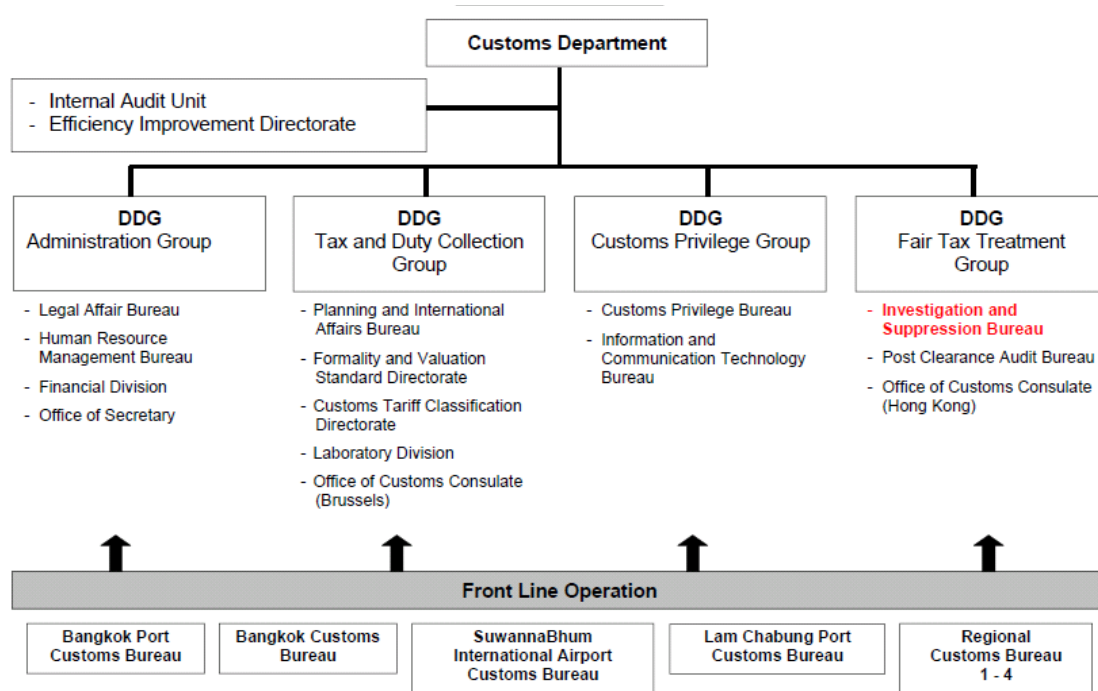 Customs Department
- Internal Audit Unit
- Efficiency Improvement Directorate
DDG
Administration Group
- Legal Affair Bureau
- Human Resource
Management Bureau
- Financial Division
- Office of Secretary
DDG
Tax and Duty Collection
Group
- Planning and International
Affairs Bureau
- Formality and Valuation
Standard Directorate
- Customs Tariff Classification
Directorate
- Laboratory Division
- Office of Customs Consulate
(Brussels)
DDG
Customs Privilege Group
- Customs Privilege Bureau
- Information and
Communication Technology
Bureau
DDG
Fair Tax Treatment
Group
- Investigation and
Suppression Bureau
- Post Clearance Audit Bureau
- Office of Customs Consulate
(Hong Kong)
Front Line Operation
Bangkok Port
Customs Bureau
Bangkok Customs
Bureau
SuwannaBhum
International Airport
Customs Bureau
Lam Chabung Port
Customs Bureau
Regional
Customs Bureau
1 - 4